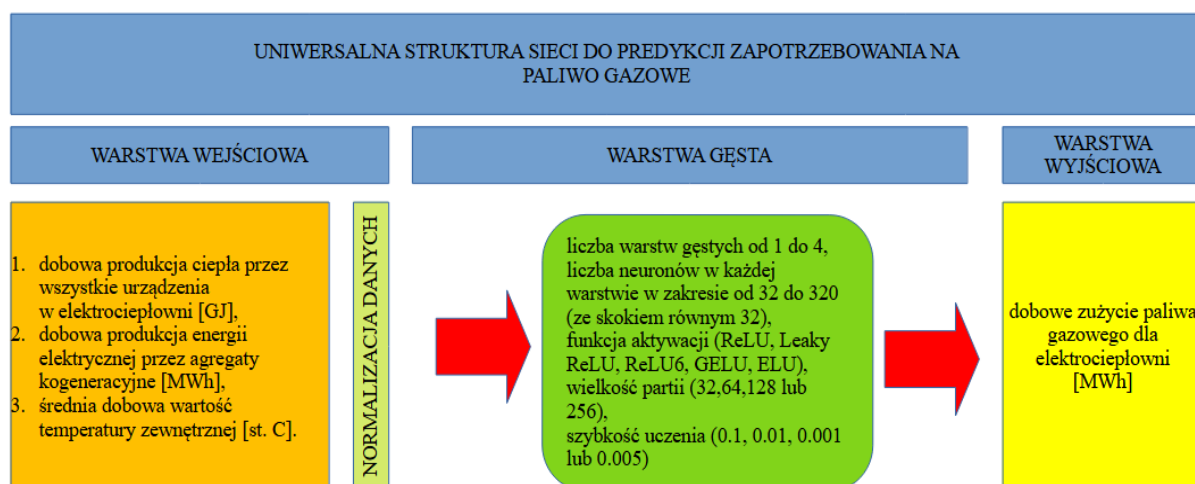 UNIWERSALNA STRUKTURA SIECI DO PREDYKCJI ZAPOTRZEBOWANIA NA
PALIWO GAZOWE
WARSTWA WEJŚCIOWA
WARSTWA GĘSTA
WARSTWA
WYJŚCIOWA
1. dobowa produkcja ciepła przez
wszystkie urządzenia
w elektrociepłowni [GJ],
2. dobowa produkcja energii
elektrycznej przez agregaty
kogeneracyjne [MWh],
3. średnia dobowa wartość
temperatury zewnętrznej [st. C].
NORMALIZACJA DANYCH
liczba warstw gęstych od 1 do 4,
liczba neuronów w każdej
warstwie w zakresie od 32 do 320
(ze skokiem równym 32),
funkcja aktywacji (ReLU, Leaky
ReLU, ReLU6, GELU, ELU),
wielkość partii (32,64,128 lub
256),
szybkość uczenia (0.1, 0.01, 0.001
lub 0.005)
dobowe zużycie paliwa
gazowego dla
elektrociepłowni
[MWh]